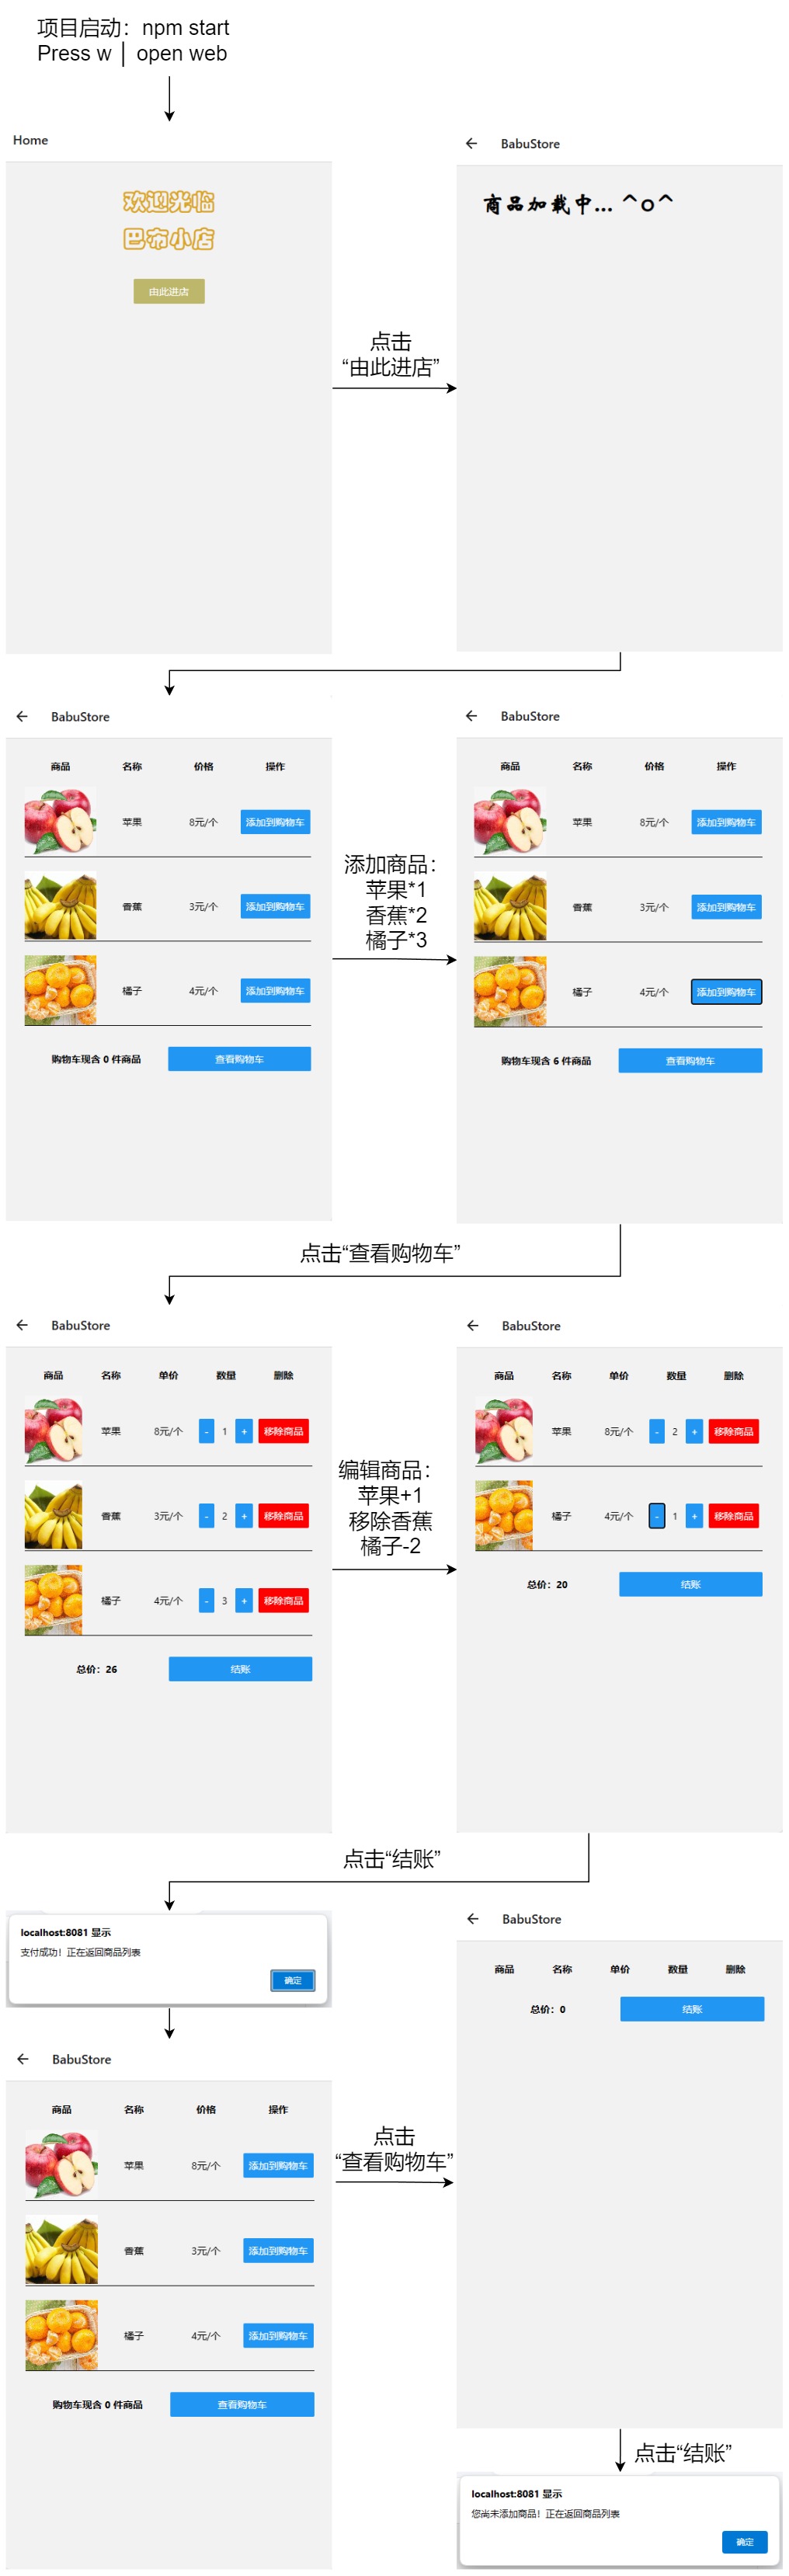 项目启动：npm start
Press w │ open web
Home
欢迎光临
巴布小店
由此进店
点击
“由此进店”
BabuStore
商品加载中... ^o^
BabuStore
商品 名称 价格 操作
苹果 8元/个 添加到购物车
香蕉 3元/个 添加到购物车
橘子 4元/个 添加到购物车
购物车现含 0 件商品 查看购物车
添加商品：
苹果*1
香蕉*2
橘子*3
BabuStore
商品 名称 价格 操作
苹果 8元/个 添加到购物车
香蕉 3元/个 添加到购物车
橘子 4元/个 添加到购物车
购物车现含 6 件商品 查看购物车
点击“查看购物车”
BabuStore
商品 名称 单价 数量 删除
苹果 8元/个 - 1 + 移除商品
香蕉 3元/个 - 2 + 移除商品
橘子 4元/个 - 3 + 移除商品
总价：26 结账
编辑商品：
苹果+1
移除香蕉
橘子-2
BabuStore
商品 名称 单价 数量 删除
苹果 8元/个 - 2 + 移除商品
橘子 4元/个 - 1 + 移除商品
总价：20 结账
点击“结账”
localhost:8081 显示
支付成功！正在返回商品列表
确定
BabuStore
商品 名称 价格 操作
苹果 8元/个 添加到购物车
香蕉 3元/个 添加到购物车
橘子 4元/个 添加到购物车
购物车现含 0 件商品 查看购物车
点击
“查看购物车”
BabuStore
商品 名称 单价 数量 删除
总价：0 结账
点击“结账”
localhost:8081 显示
您尚未添加商品！正在返回商品列表
确定